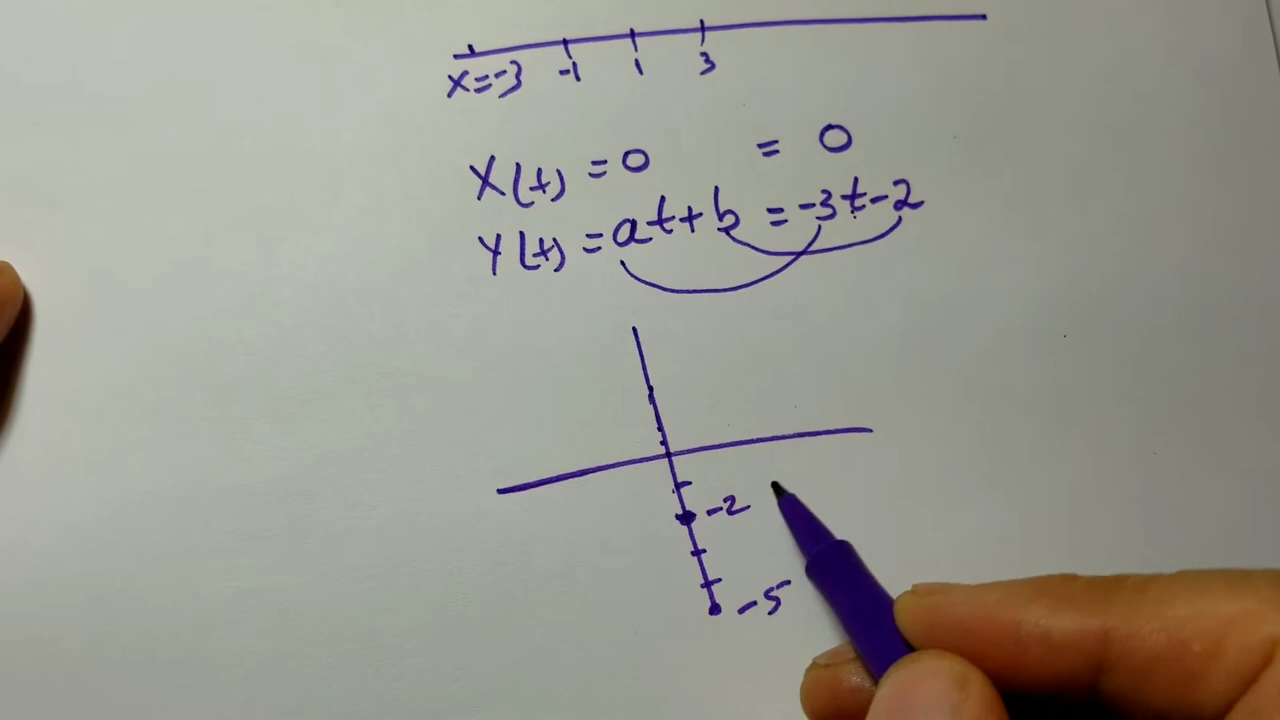 x=-3 -1 1 3
X(t) = 0 = 0
Y(t) = at+b = -3t-2
-2
-5